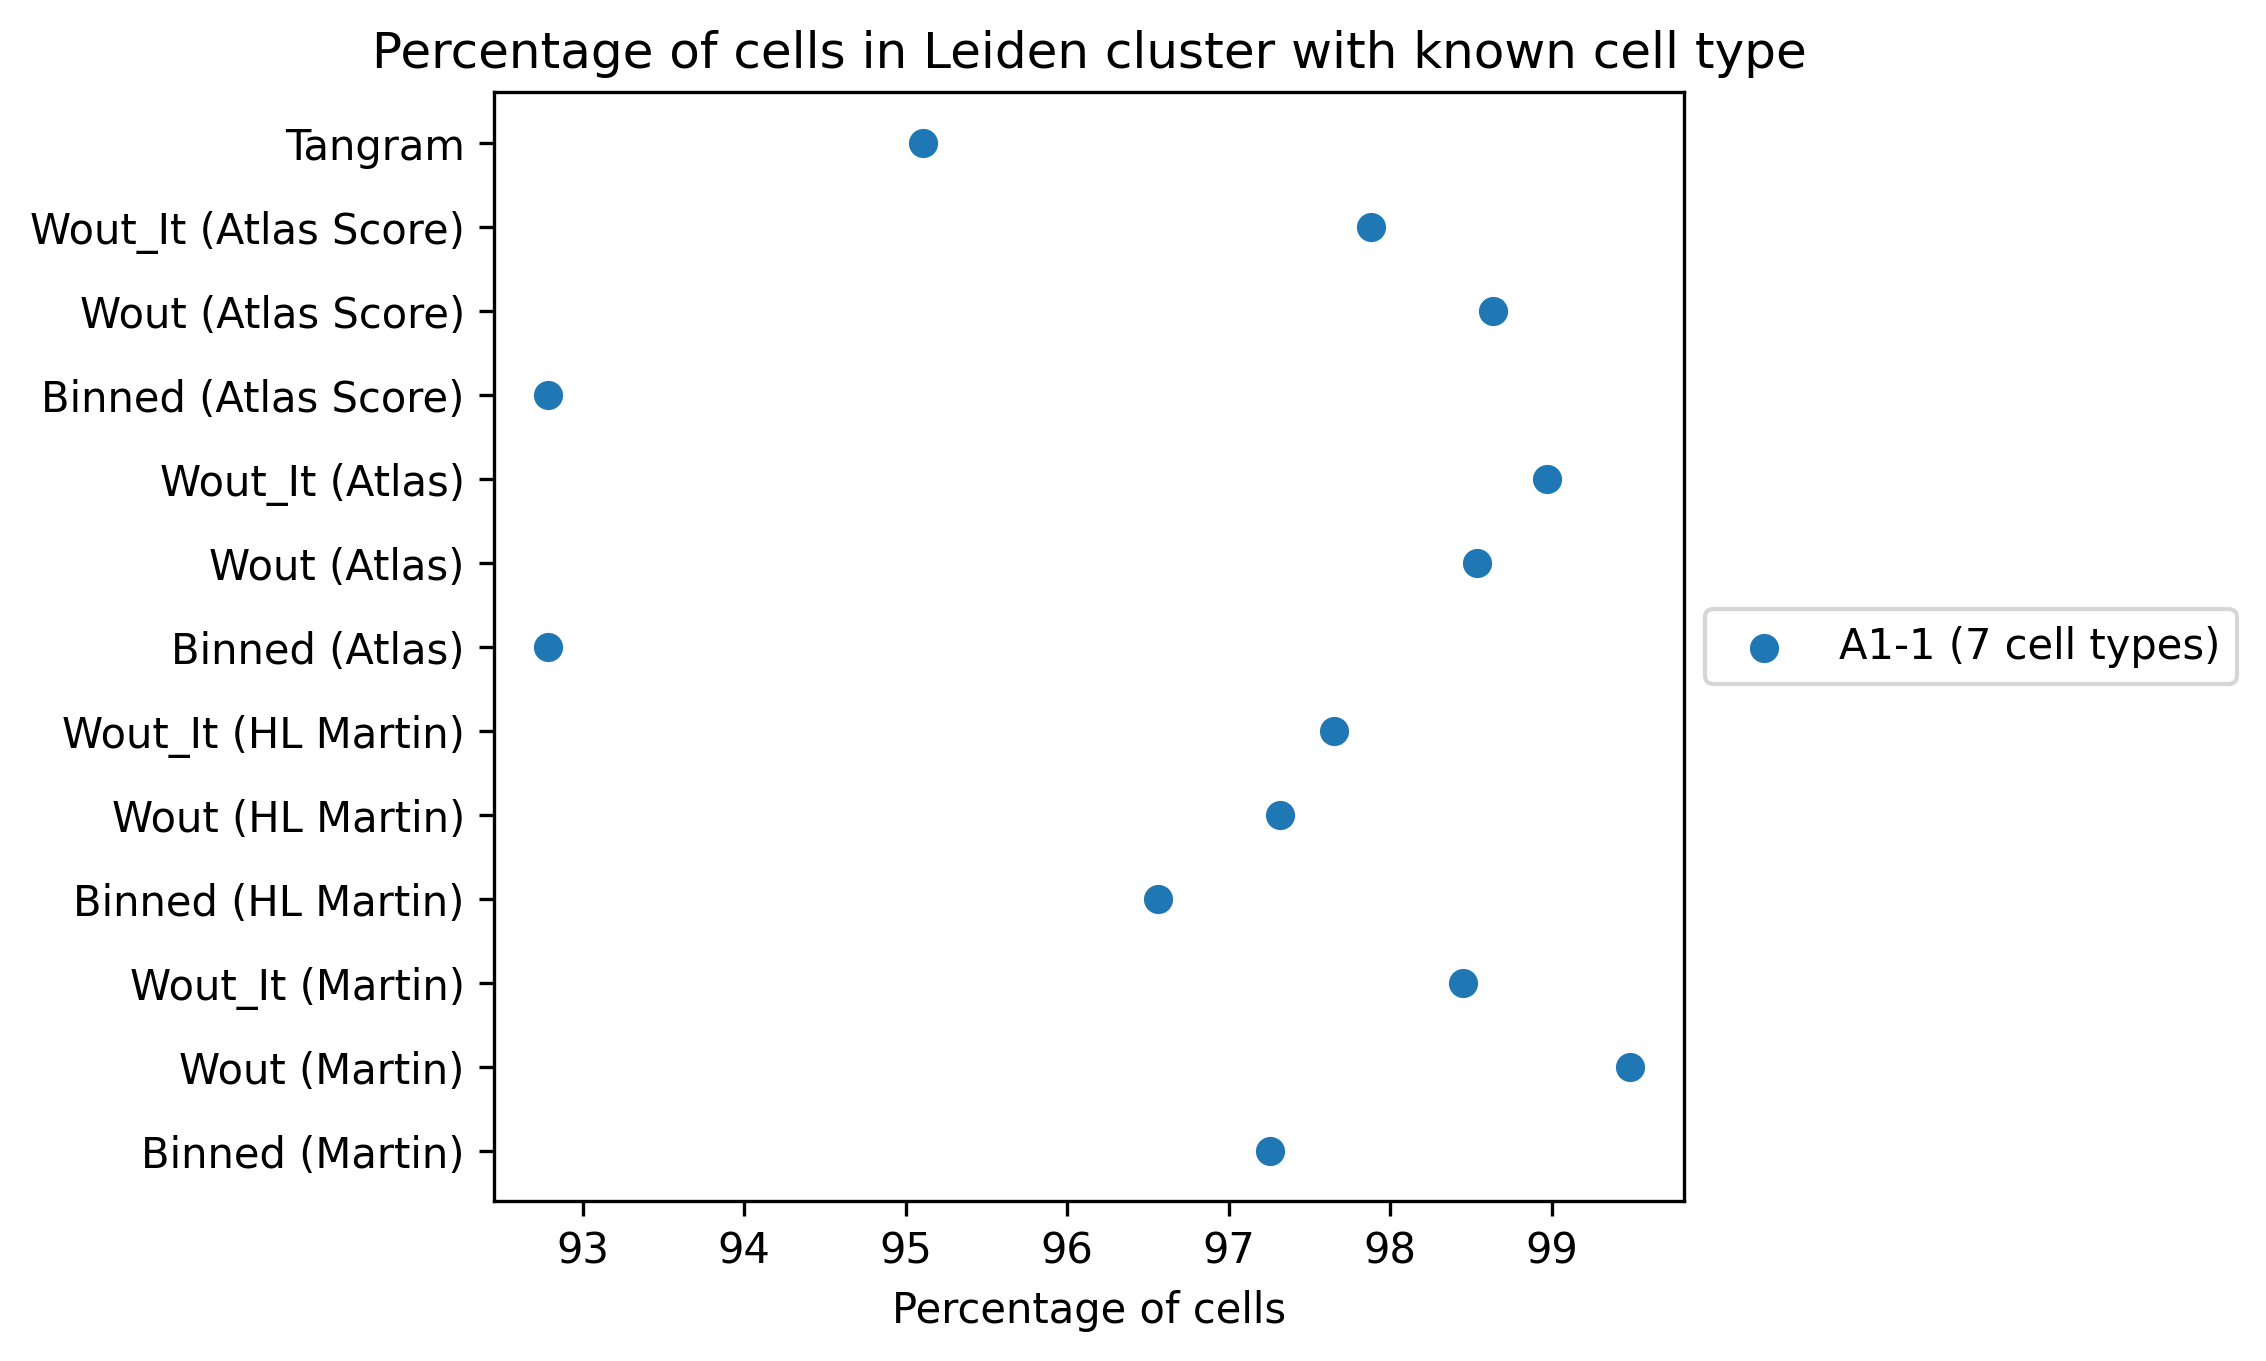 Percentage of cells in Leiden cluster with known cell type
Tangram
Wout_It (Atlas Score)
Wout (Atlas Score)
Binned (Atlas Score)
Wout_It (Atlas)
Wout (Atlas)
Binned (Atlas)
Wout_It (HL Martin)
Wout (HL Martin)
Binned (HL Martin)
Wout_It (Martin)
Wout (Martin)
Binned (Martin)
A1-1 (7 cell types)
93 94 95 96 97 98 99
Percentage of cells